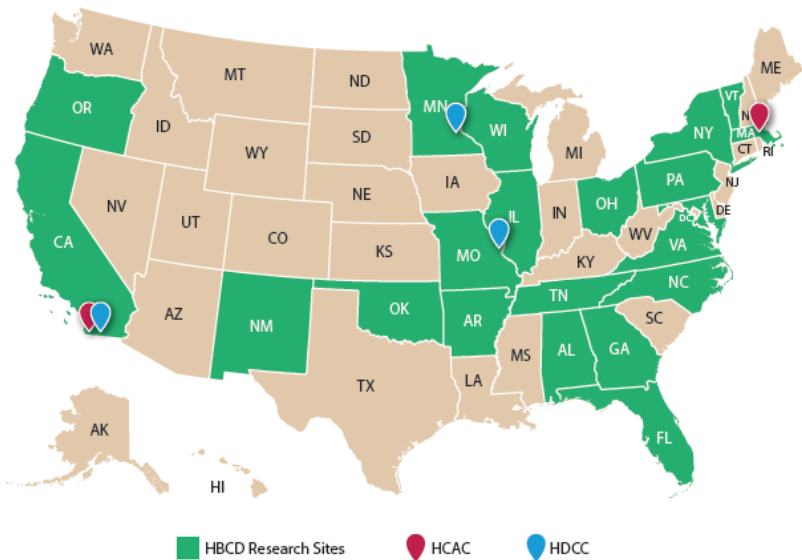 WA
MT
ND
ME
OR
ID
SD
MN
WI
VT
N
MA
NY
CT
RI
WY
MI
NE
IA
PA
NJ
NV
UT
CO
IL
IN
OH
DE
DC
WV
VA
CA
KS
MO
KY
NC
AZ
NM
OK
AR
TN
SC
MS
AL
GA
TX
LA
FL
AK
HI
HBCD Research Sites
HCAC
HDCC